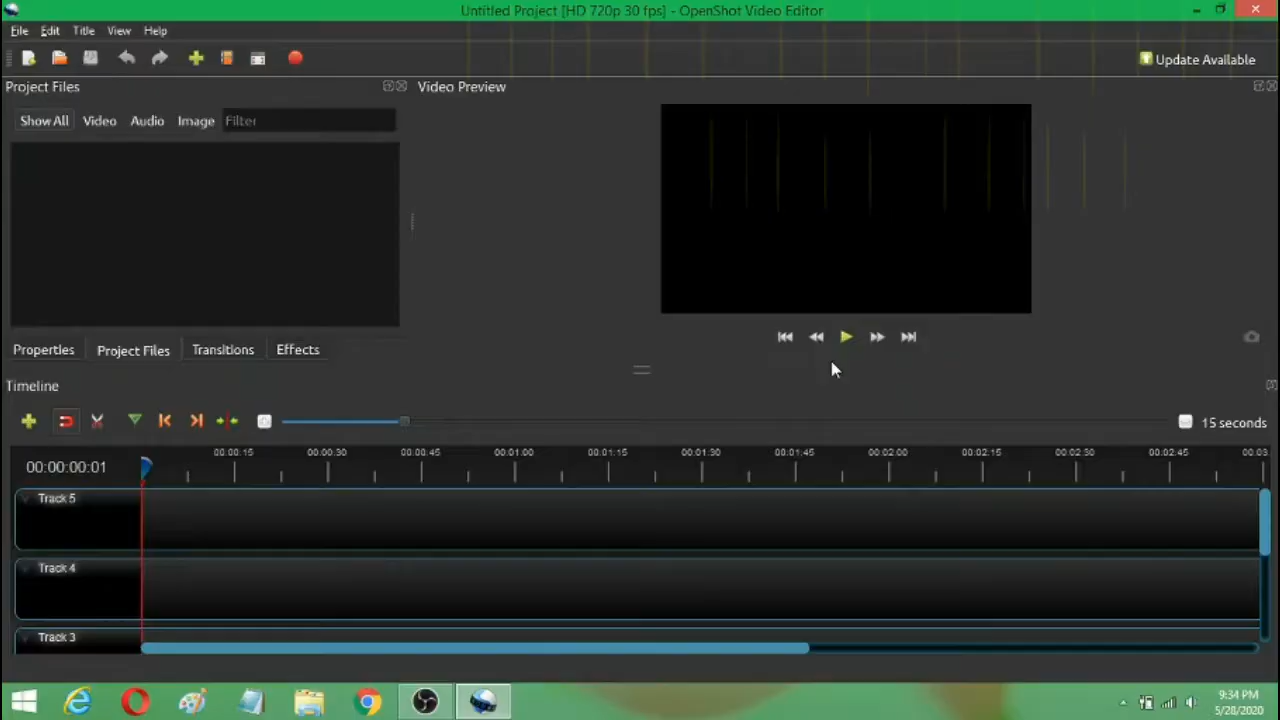 Untitled Project [HD 720p 30 fps] - OpenShot Video Editor
File Edit Title View Help
Update Available
Project Files
Video Preview
Show All Video Audio Image Filter
Properties Project Files Transitions Effects
Timeline
15 seconds
00:00:00:01
00:00:15 00:00:30 00:00:45 00:01:00 00:01:15 00:01:30 00:01:45 00:02:00 00:02:15 00:02:30 00:02:45 00:03:
Track 5
Track 4
Track 3
9:34 PM
5/28/2020